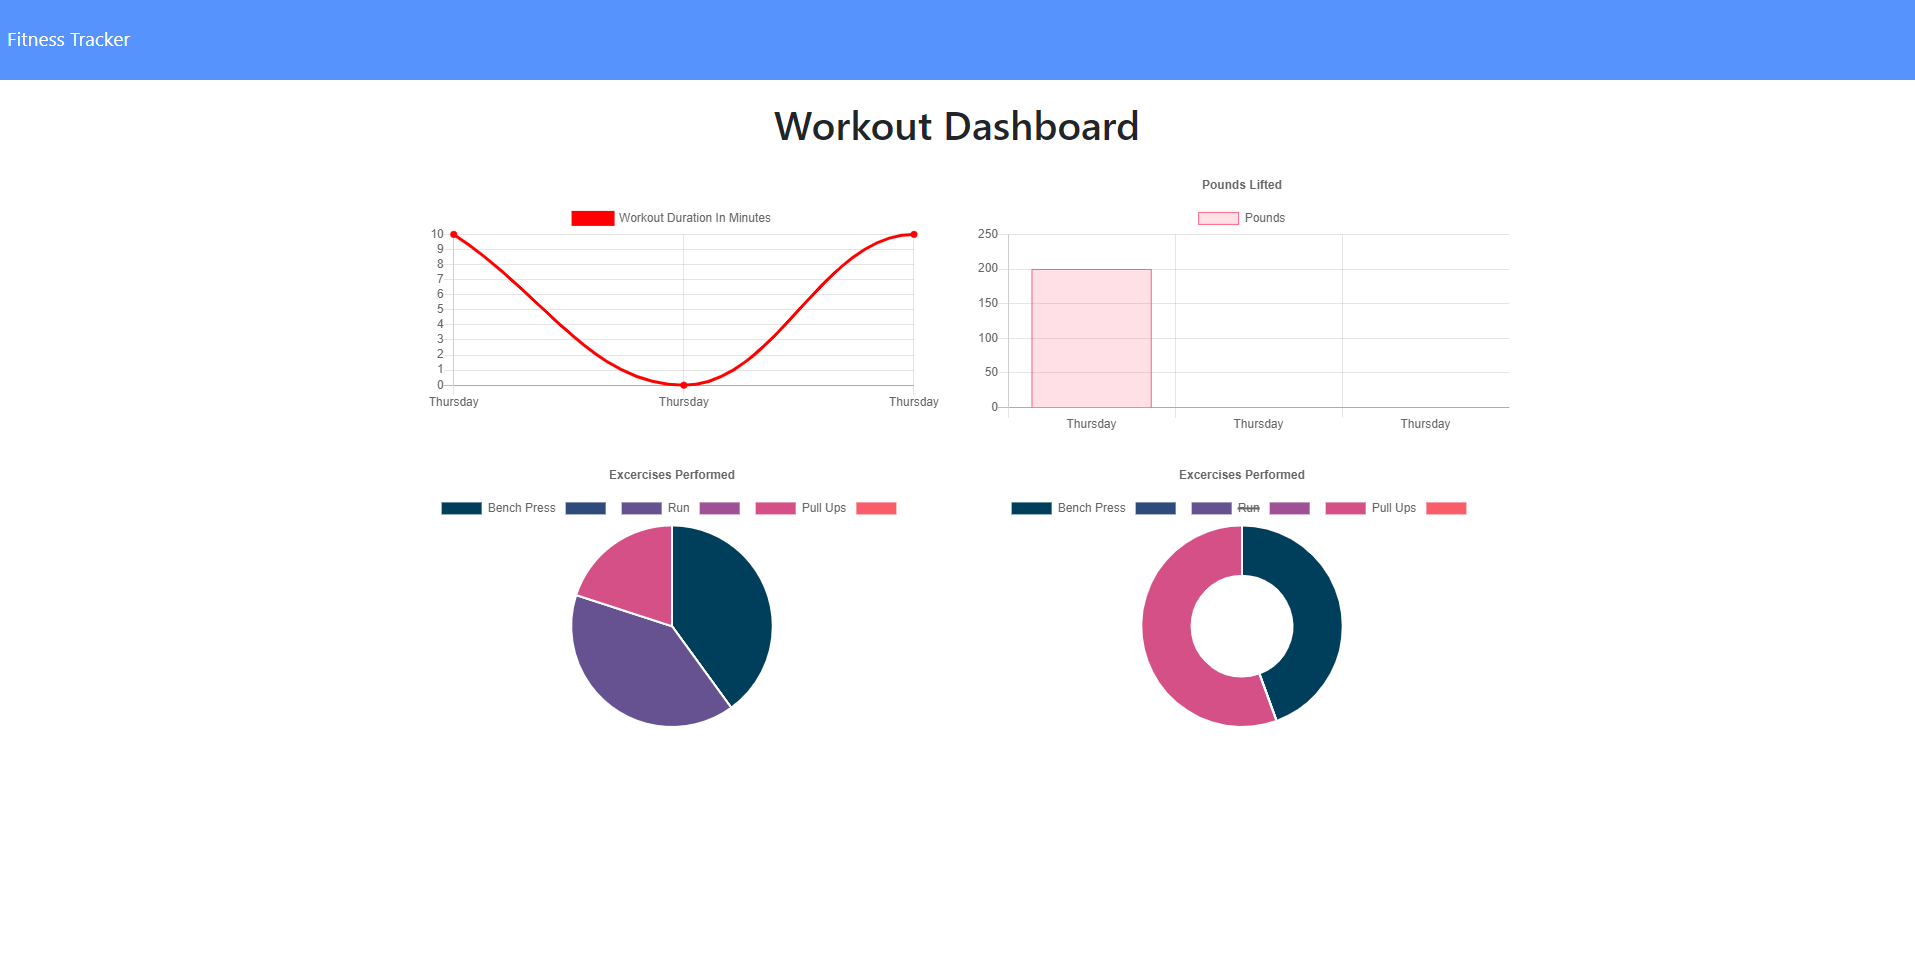 Fitness Tracker
Workout Dashboard
Workout Duration In Minutes
10
9
8
7
6
5
4
3
2
1
0
Thursday Thursday Thursday
Pounds Lifted
Pounds
250
200
150
100
50
0
Thursday Thursday Thursday
Excercises Performed
Bench Press Run Pull Ups
Excercises Performed
Bench Press Run Pull Ups